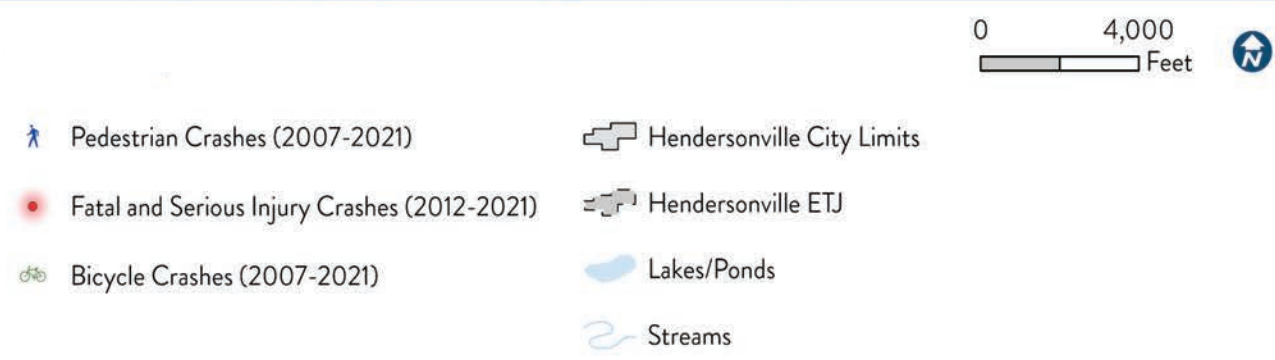 0 4,000
Feet
N
Pedestrian Crashes (2007-2021)
Fatal and Serious Injury Crashes (2012-2021)
Bicycle Crashes (2007-2021)
Hendersonville City Limits
Hendersonville ETJ
Lakes/Ponds
Streams